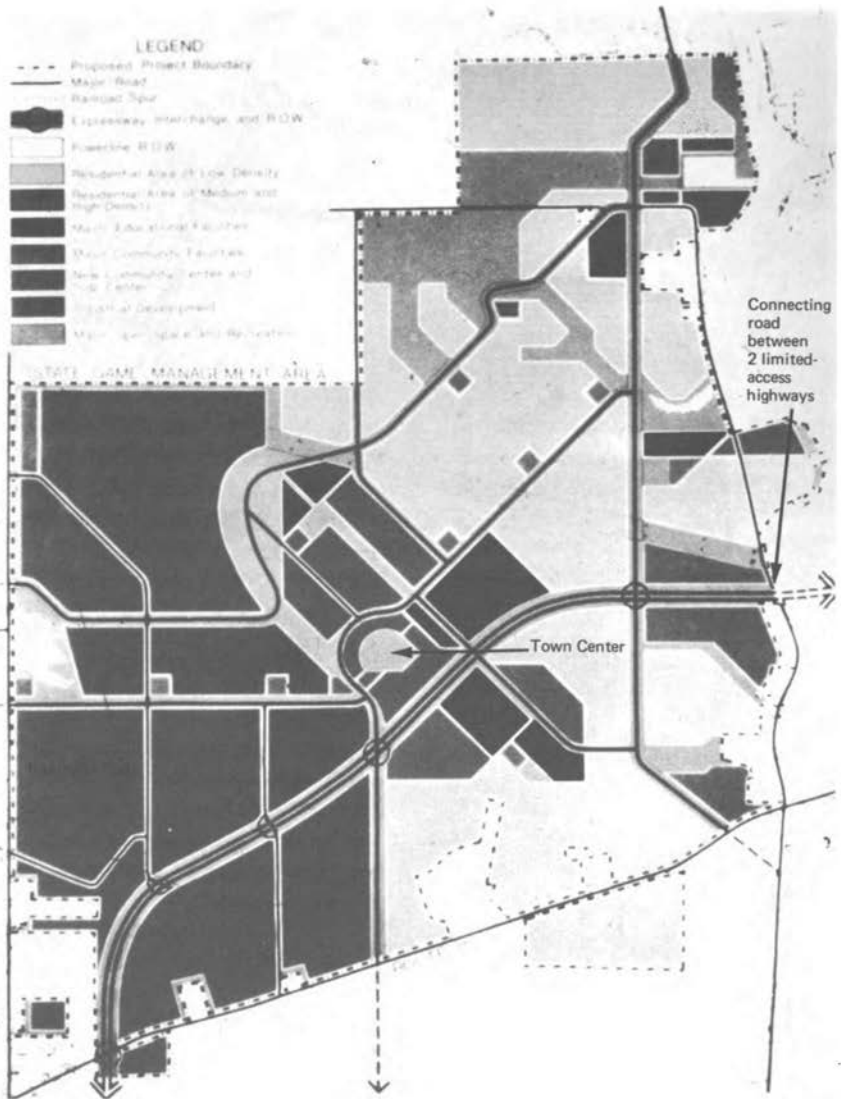 LEGEND
Proposed Project Boundary
Major Road
Railroad Spur
Expressway Interchange and R.O.W.
Powerline R.O.W.
Residential Area of Low Density
Residential Area of Medium and
High Density
Major Educational Facilities
Major Community Facilities
New Community Center and
Sub Center
Industrial Development
Major Open Space and Recreation
STATE GAME MANAGEMENT AREA
Connecting
road
between
2 limited-
access
highways
Town Center